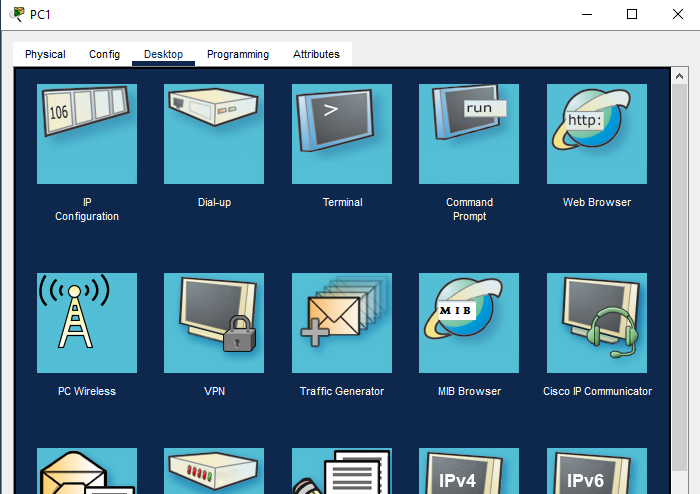 PC1
Physical Config Desktop Programming Attributes
106 > run http:
IP Configuration Dial-up Terminal Command Prompt Web Browser
MIB
PC Wireless VPN Traffic Generator MIB Browser Cisco IP Communicator
IPv4 IPv6